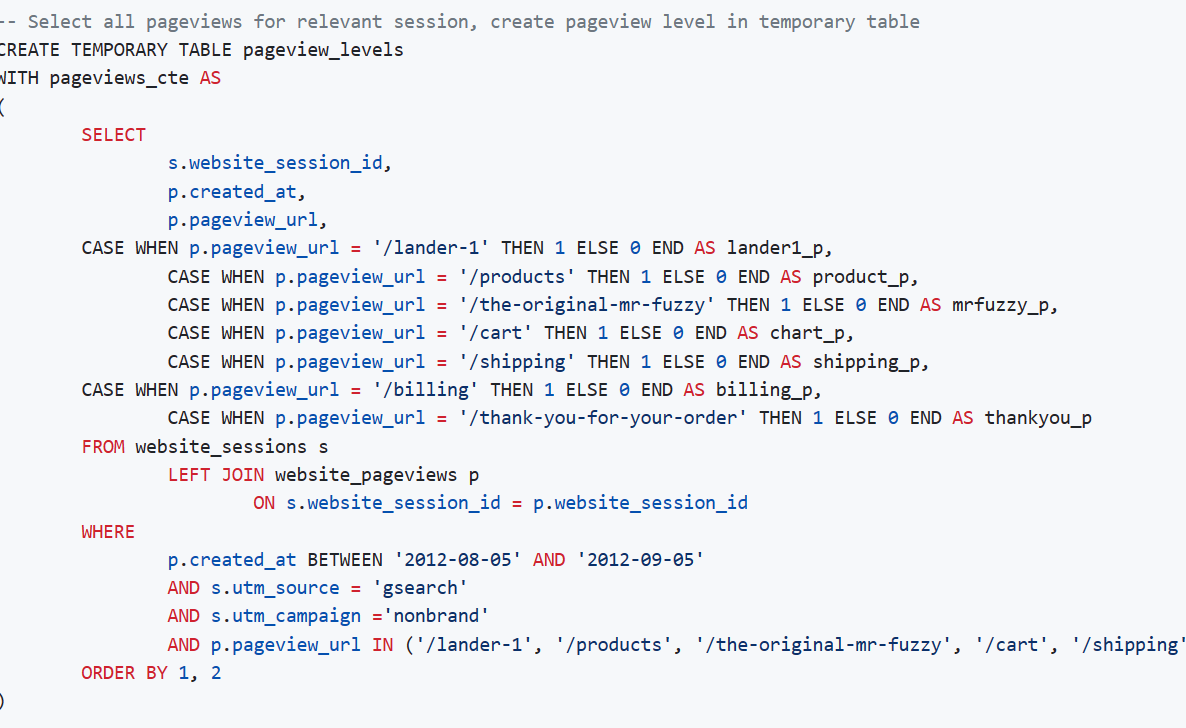 -- Select all pageviews for relevant session, create pageview level in temporary table
CREATE TEMPORARY TABLE pageview_levels
WITH pageviews_cte AS
(
SELECT
s.website_session_id,
p.created_at,
p.pageview_url,
CASE WHEN p.pageview_url = '/lander-1' THEN 1 ELSE 0 END AS lander1_p,
CASE WHEN p.pageview_url = '/products' THEN 1 ELSE 0 END AS product_p,
CASE WHEN p.pageview_url = '/the-original-mr-fuzzy' THEN 1 ELSE 0 END AS mrfuzzy_p,
CASE WHEN p.pageview_url = '/cart' THEN 1 ELSE 0 END AS chart_p,
CASE WHEN p.pageview_url = '/shipping' THEN 1 ELSE 0 END AS shipping_p,
CASE WHEN p.pageview_url = '/billing' THEN 1 ELSE 0 END AS billing_p,
CASE WHEN p.pageview_url = '/thank-you-for-your-order' THEN 1 ELSE 0 END AS thankyou_p
FROM website_sessions s
LEFT JOIN website_pageviews p
ON s.website_session_id = p.website_session_id
WHERE
p.created_at BETWEEN '2012-08-05' AND '2012-09-05'
AND s.utm_source = 'gsearch'
AND s.utm_campaign ='nonbrand'
AND p.pageview_url IN ('/lander-1', '/products', '/the-original-mr-fuzzy', '/cart', '/shipping'
ORDER BY 1, 2
)